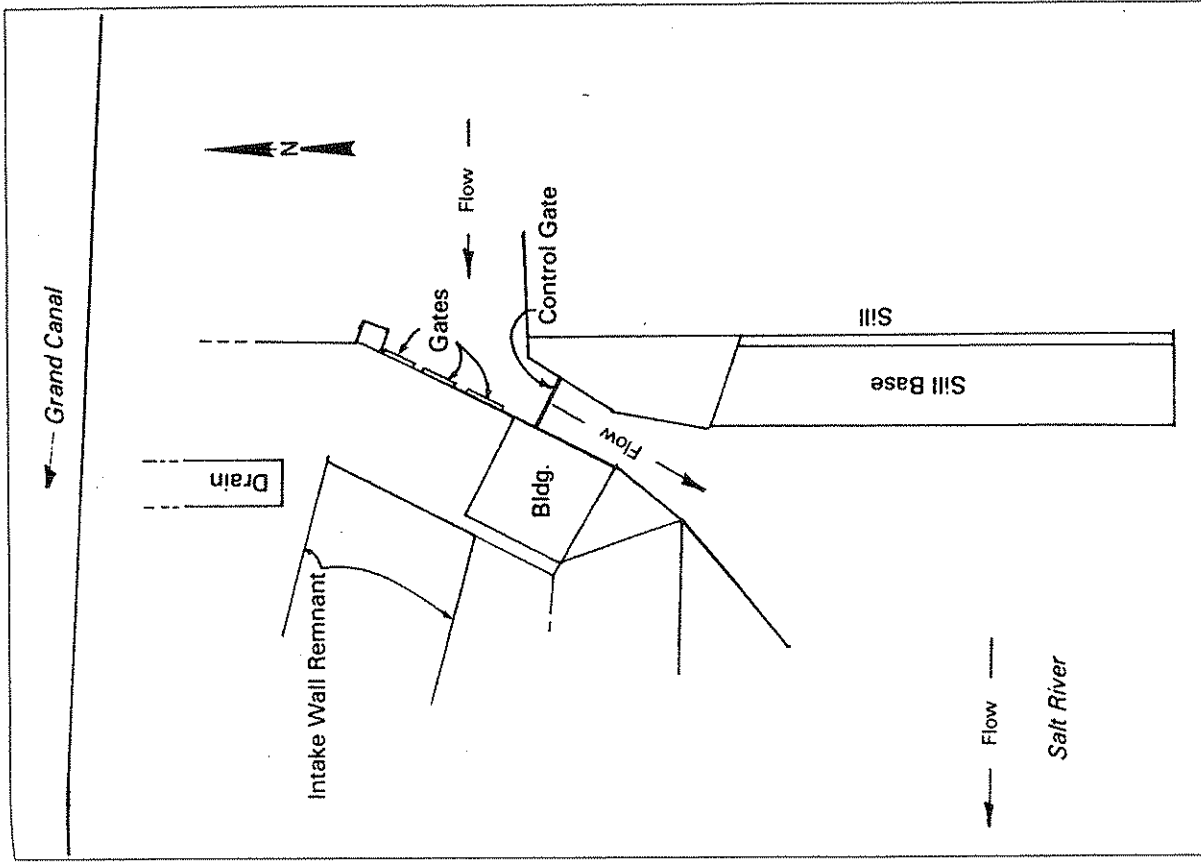 Grand Canal
N
Flow
Drain
Gates
Control Gate
Intake Wall Remnant
Bldg.
Flow
Sill
Sill Base
Flow
Salt River